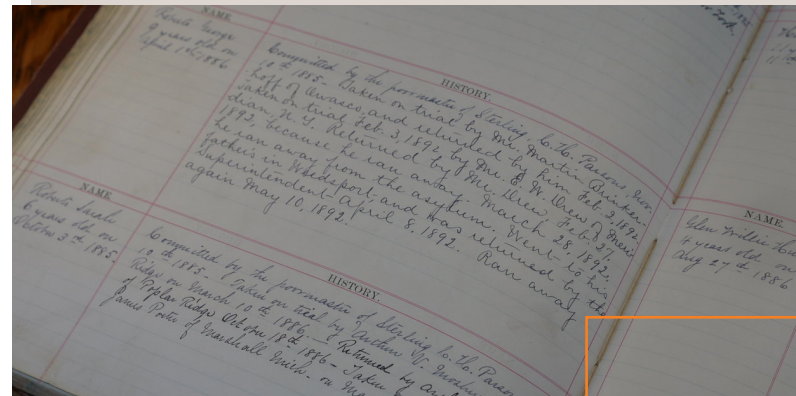 NAME.
Roberts George
9 years old on
April 1st 1886.
HISTORY.
Committed by the poormaster of Sterling, C. H. Parsons, Nov.
10th 1885. Taken on trial by Mr. Martin Brinker-
hoff of Owasco, and returned by him Feb. 2, 1892.
Taken on trial Feb. 3, 1892 by Mr. E. W. Drew of Meri-
dian, N.Y. Returned by Mr. Drew, Feb. 27,
1892, because he ran away. March 28, 1892.
he ran away from the asylum. Went to his
father's in Weedsport, and was returned by the
Superintendent April 8, 1892. Ran away
again May 10, 1892.
NAME.
Roberts Sarah
6 years old on
October 3rd 1885.
HISTORY.
Committed by the poormaster of Sterling C. H. Parsons
10th 1885. Taken on trial by
Ridge on March 10th 1886. Returned by
of Poplar Ridge October 18th 1886 - Taken
James Porter of Marshall Mich. on
NAME
Glen Willie
4 years old on
Aug 27th 1886